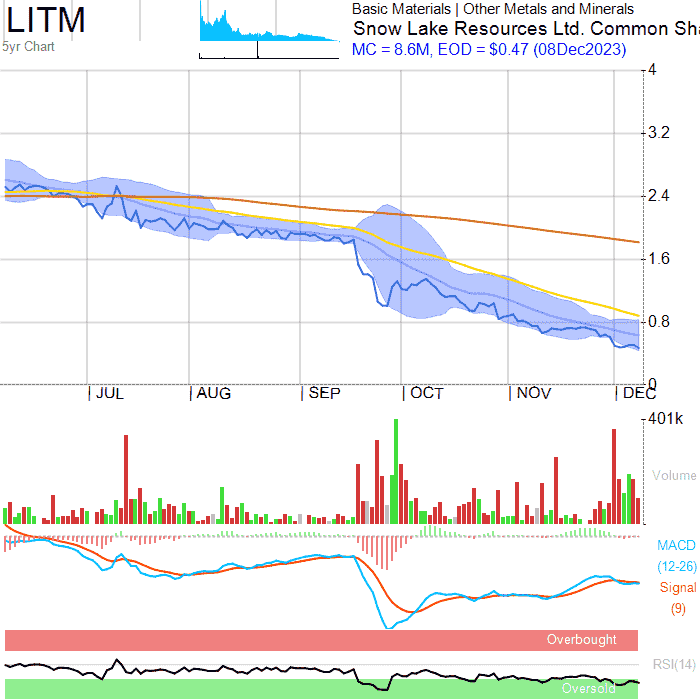 LITM
5yr Chart
Basic Materials | Other Metals and Minerals
Snow Lake Resources Ltd. Common Sha
MC = 8.6M, EOD = $0.47 (08Dec2023)
4
3.2
2.4
1.6
0.8
0
JUL AUG SEP OCT NOV DEC
401k
Volume
MACD
(12-26)
Signal
(9)
Overbought
RSI(14)
Oversold